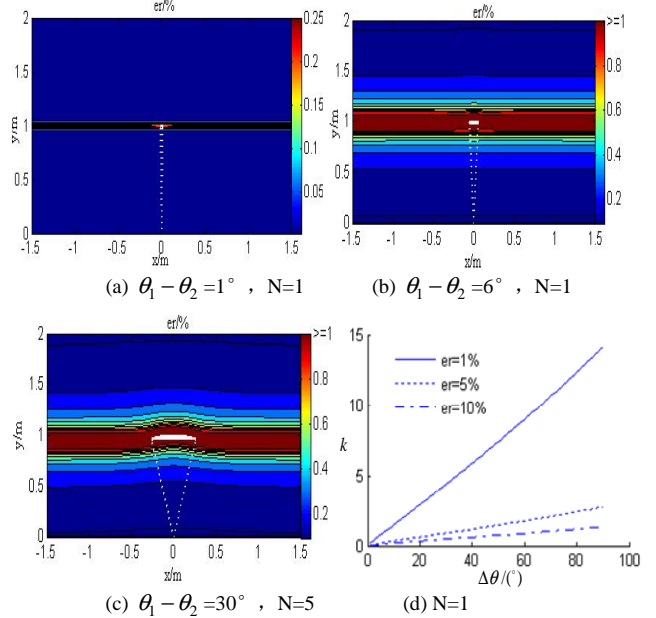 er/%
2
1.5
1
0.5
0
y/m
-1.5 -1 -0.5 0 0.5 1 1.5
x/m
0.25
0.2
0.15
0.1
0.05
(a) θ₁ − θ₂ =1° ， N=1
er/%
2
1.5
1
0.5
0
y/m
-1.5 -1 -0.5 0 0.5 1 1.5
x/m
>=1
0.8
0.6
0.4
0.2
(b) θ₁ − θ₂ =6° ， N=1
er/%
2
1.5
1
0.5
0
y/m
-1.5 -1 -0.5 0 0.5 1 1.5
x/m
>=1
0.8
0.6
0.4
0.2
(c) θ₁ − θ₂ =30° ， N=5
15
10
5
0
k
er=1%
er=5%
er=10%
0 20 40 60 80 100
Δθ/(°)
(d) N=1